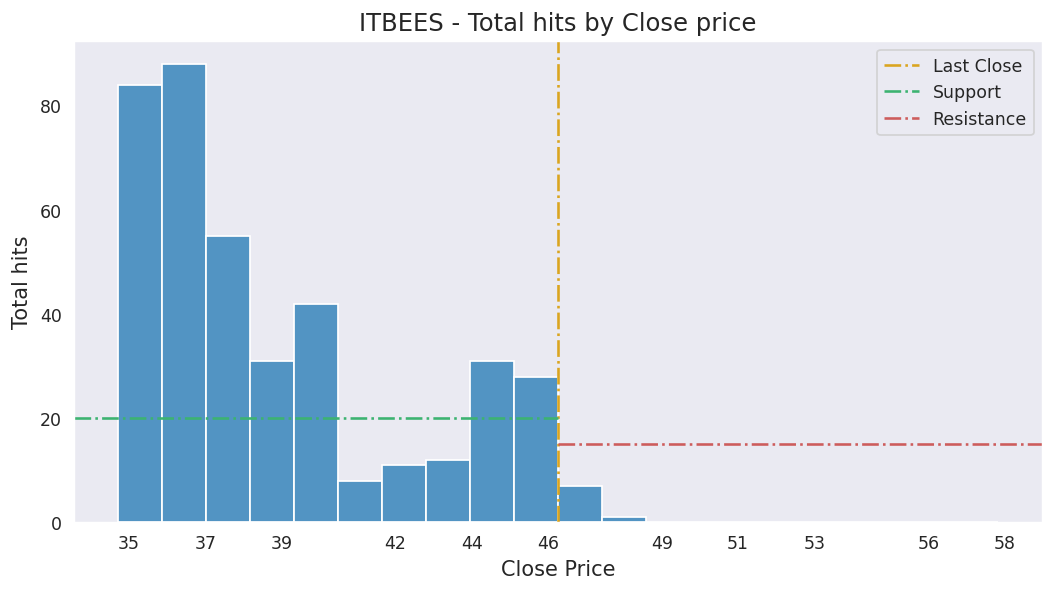 ITBEES - Total hits by Close price
Last Close
Support
Resistance
Total hits
80
60
40
20
0
35 37 39 42 44 46 49 51 53 56 58
Close Price